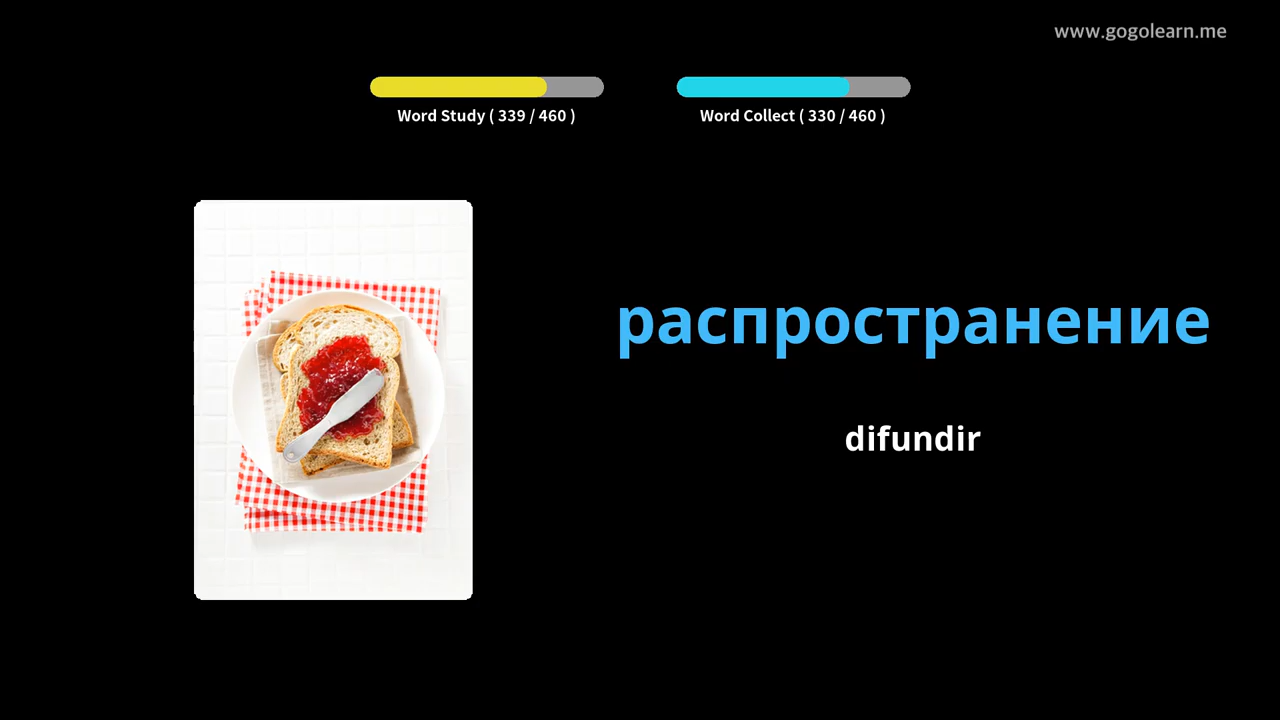 www.gogolearn.me
Word Study ( 339 / 460 )
Word Collect ( 330 / 460 )
распространение
difundir